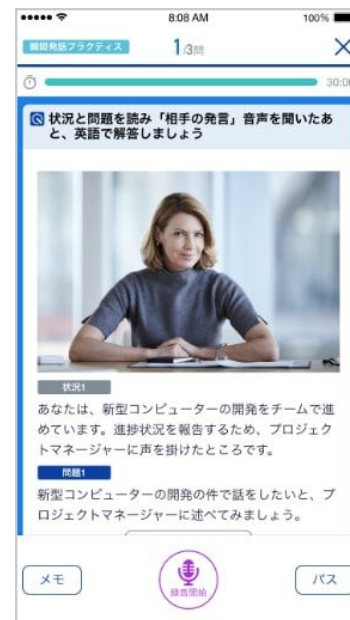 8:08 AM
100%
瞬間発話プラクティス
1/3問
30:00
状況と問題を読み「相手の発言」音声を聞いたあ
と、英語で解答しましょう
状況1
あなたは、新型コンピューターの開発をチームで進
めています。進捗状況を報告するため、プロジェク
トマネージャーに声を掛けたところです。
問題1
新型コンピューターの開発の件で話をしたいと、プ
ロジェクトマネージャーに述べてみましょう。
メモ
録音開始
パス